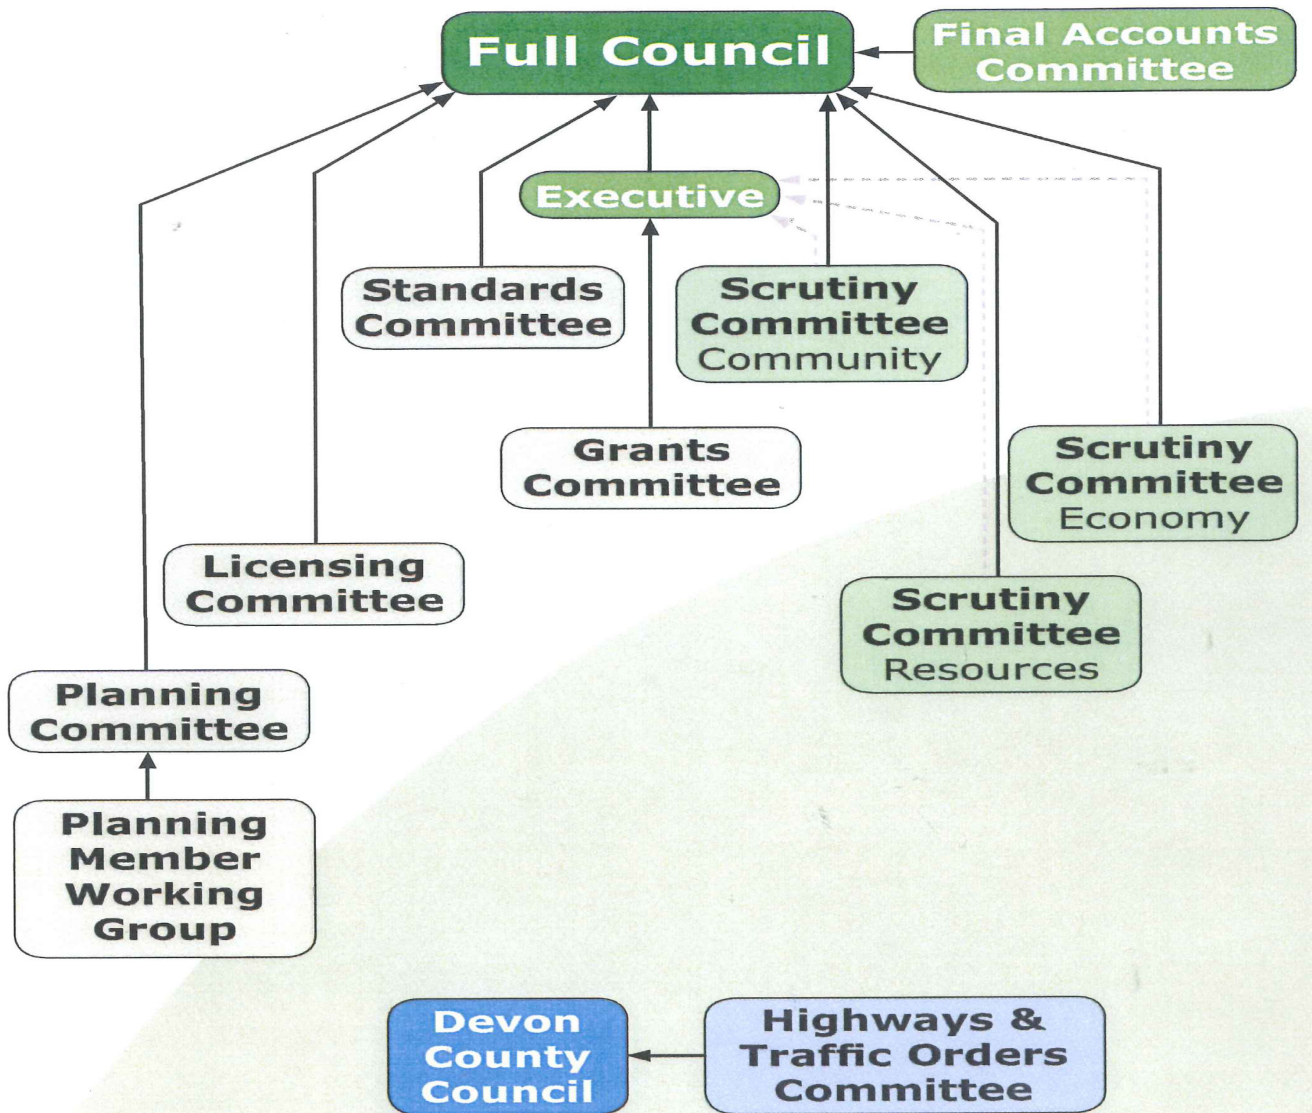 Full Council
Final Accounts
Committee
Executive
Standards
Committee
Scrutiny
Committee
Community
Grants
Committee
Scrutiny
Committee
Economy
Licensing
Committee
Scrutiny
Committee
Resources
Planning
Committee
Planning
Member
Working
Group
Devon
County
Council
Highways &
Traffic Orders
Committee